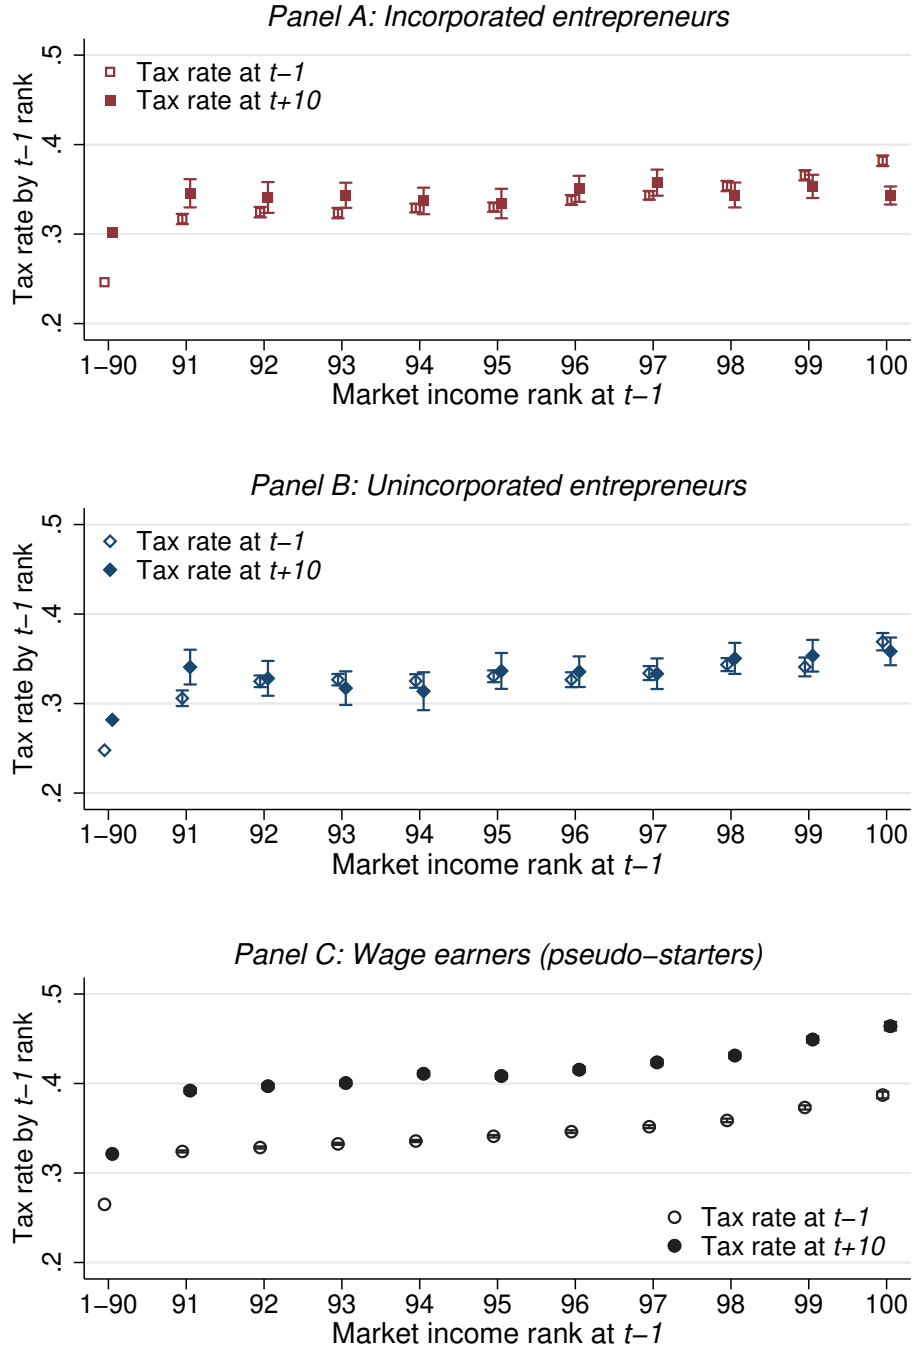 Panel A: Incorporated entrepreneurs
Tax rate by t−1 rank
.5
.4
.3
.2
Tax rate at t−1
Tax rate at t+10
1−90 91 92 93 94 95 96 97 98 99 100
Market income rank at t−1
Panel B: Unincorporated entrepreneurs
Tax rate by t−1 rank
.5
.4
.3
.2
Tax rate at t−1
Tax rate at t+10
1−90 91 92 93 94 95 96 97 98 99 100
Market income rank at t−1
Panel C: Wage earners (pseudo−starters)
Tax rate by t−1 rank
.5
.4
.3
.2
Tax rate at t−1
Tax rate at t+10
1−90 91 92 93 94 95 96 97 98 99 100
Market income rank at t−1